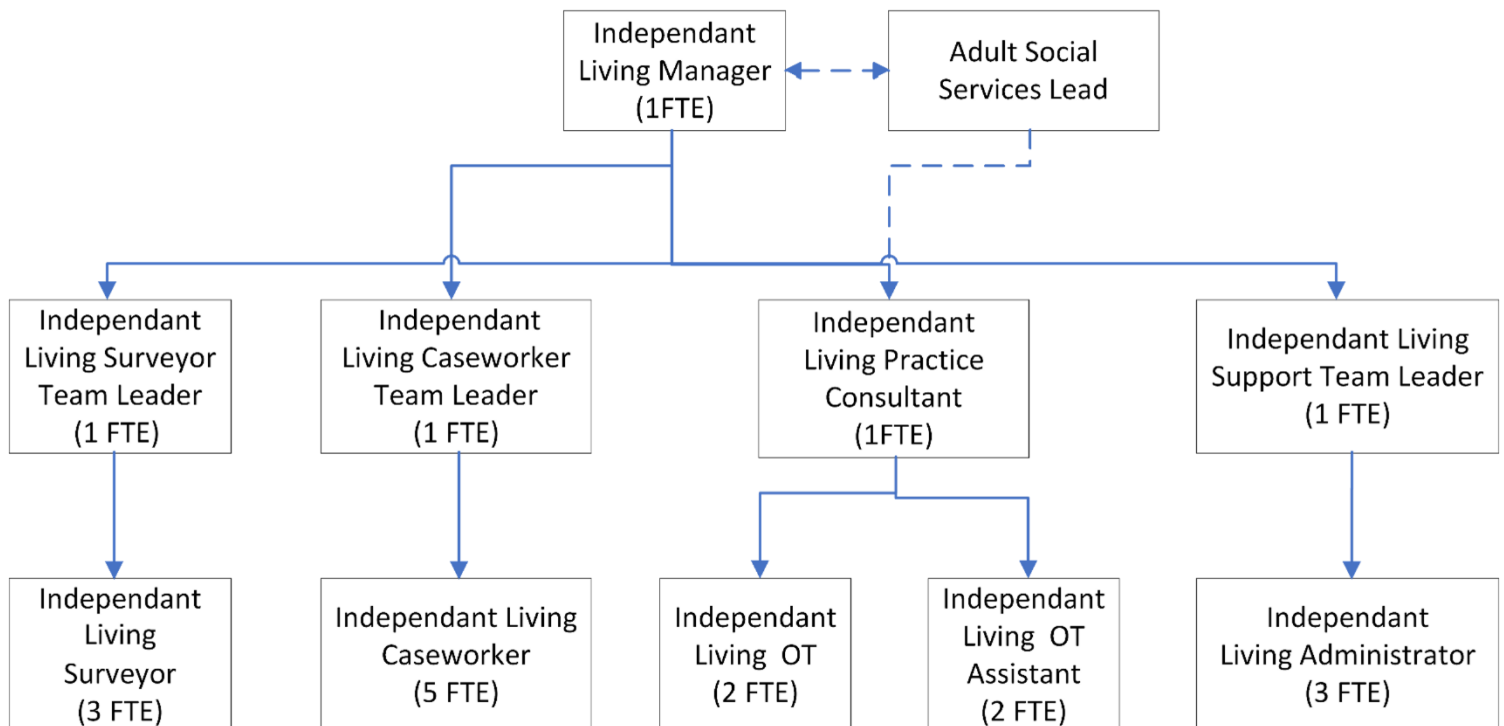 Independant
Living Manager
(1FTE)
Adult Social
Services Lead
Independant
Living Surveyor
Team Leader
(1 FTE)
Independant
Living Caseworker
Team Leader
(1 FTE)
Independant
Living Practice
Consultant
(1FTE)
Independant Living
Support Team Leader
(1 FTE)
Independant
Living
Surveyor
(3 FTE)
Independant Living
Caseworker
(5 FTE)
Independant
Living OT
(2 FTE)
Independant
Living OT
Assistant
(2 FTE)
Independant
Living Administrator
(3 FTE)